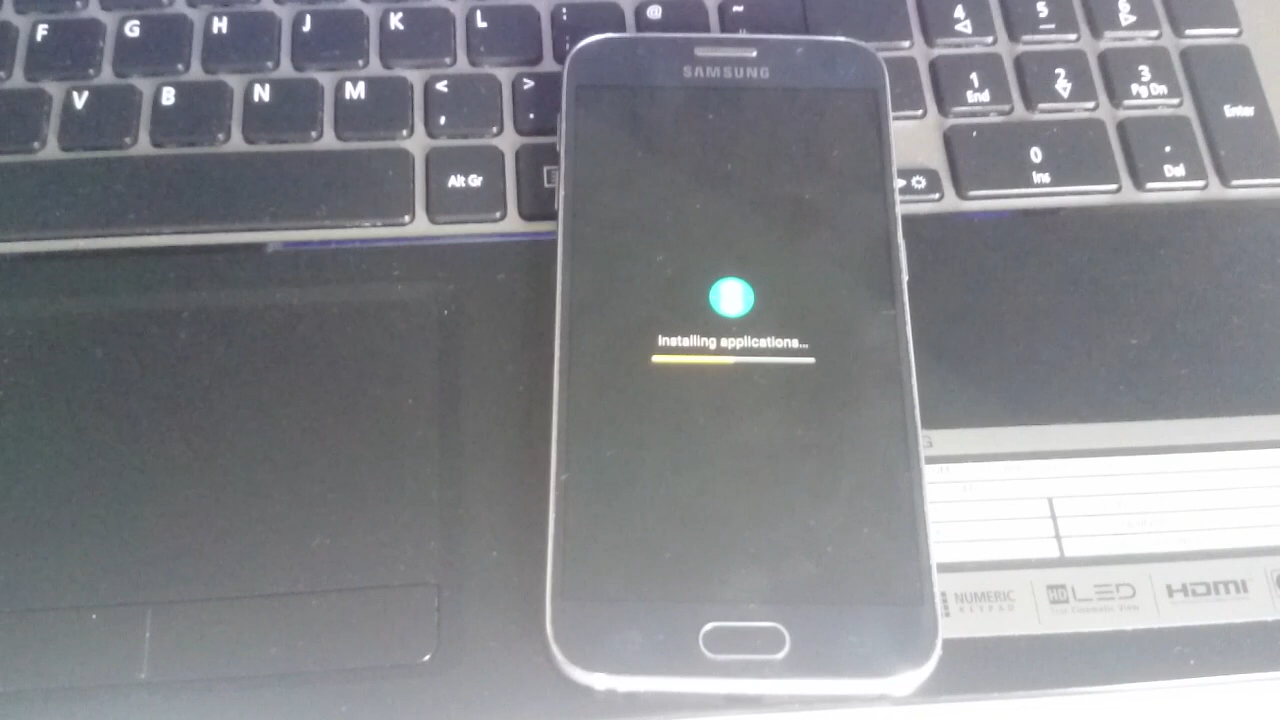 F G H J K L : @ ~ 4 5 6
V B N M < , > . 1 End 2 3 Pg Dn Enter
Alt Gr 0 Ins . Del
SAMSUNG
Installing applications...
G
NUMERIC KEYPAD
HD LED
HDMI